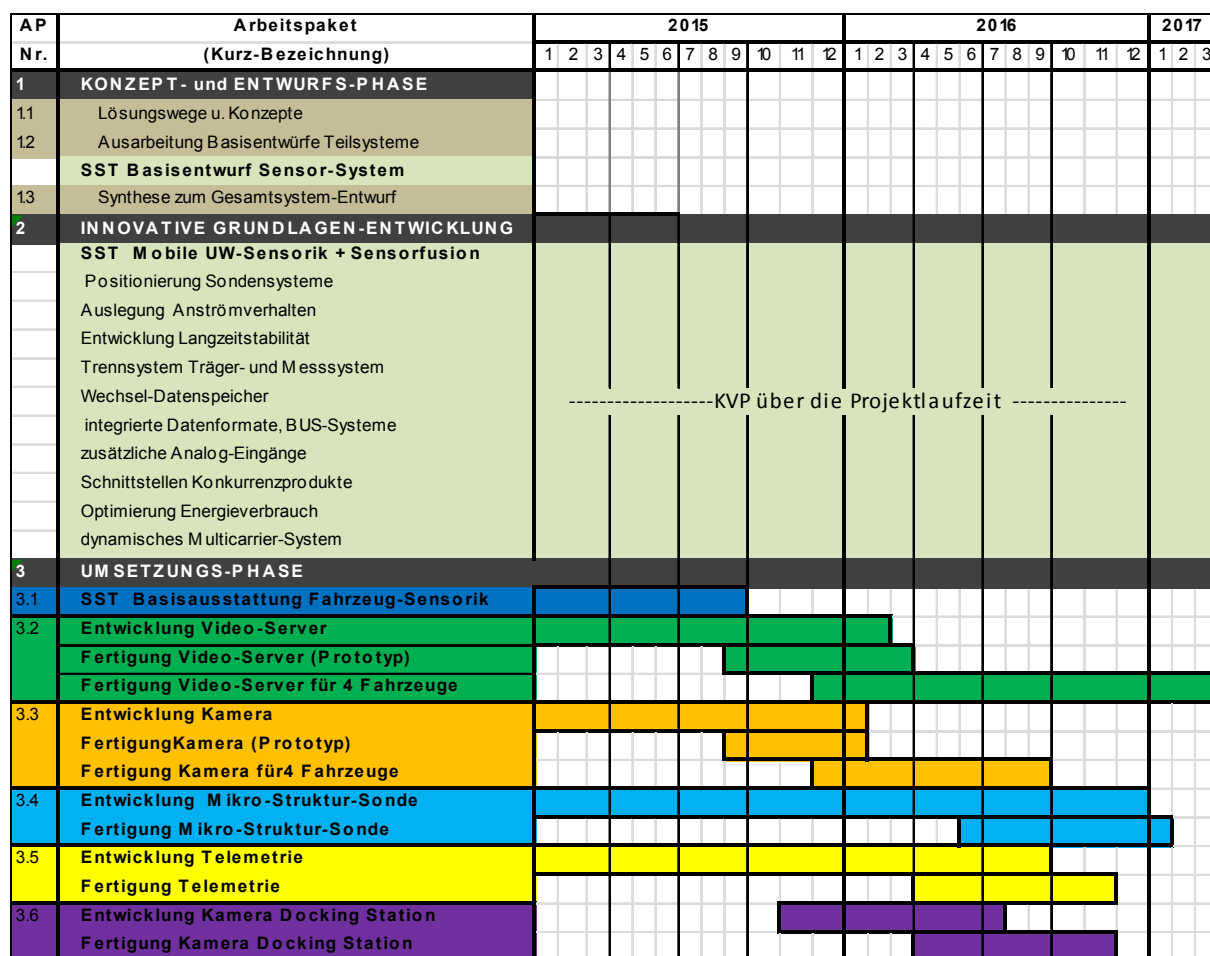 AP Arbeitspaket 2015 2016 2017
Nr. (Kurz-Bezeichnung) 1 2 3 4 5 6 7 8 9 10 11 12 1 2 3 4 5 6 7 8 9 10 11 12 1 2 3
1 KONZEPT- und ENTWURFS-PHASE
1.1 Lösungswege u. Konzepte
1.2 Ausarbeitung Basisentwürfe Teilsysteme
SST Basisentwurf Sensor-System
1.3 Synthese zum Gesamtsystem-Entwurf
2 INNOVATIVE GRUNDLAGEN-ENTWICKLUNG
SST Mobile UW-Sensorik + Sensorfusion
Positionierung Sondensysteme
Auslegung Anströmverhalten
Entwicklung Langzeitstabilität
Trennsystem Träger- und Messsystem
Wechsel-Datenspeicher -------------------KVP über die Projektlaufzeit ---------------
integrierte Datenformate, BUS-Systeme
zusätzliche Analog-Eingänge
Schnittstellen Konkurrenzprodukte
Optimierung Energieverbrauch
dynamisches Multicarrier-System
3 UMSETZUNGS-PHASE
3.1 SST Basisausstattung Fahrzeug-Sensorik
3.2 Entwicklung Video-Server
Fertigung Video-Server (Prototyp)
Fertigung Video-Server für 4 Fahrzeuge
3.3 Entwicklung Kamera
FertigungKamera (Prototyp)
Fertigung Kamera für4 Fahrzeuge
3.4 Entwicklung Mikro-Struktur-Sonde
Fertigung Mikro-Struktur-Sonde
3.5 Entwicklung Telemetrie
Fertigung Telemetrie
3.6 Entwicklung Kamera Docking Station
Fertigung Kamera Docking Station